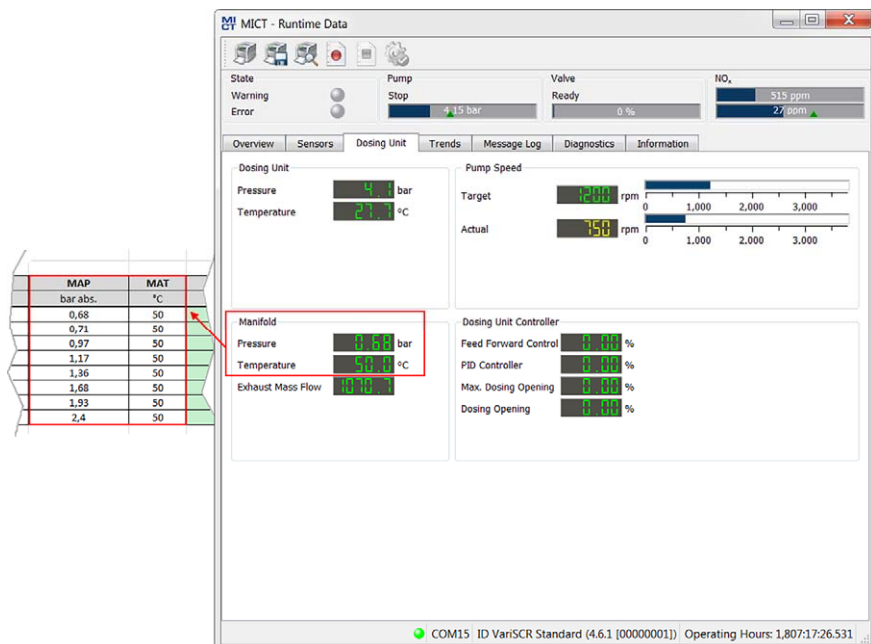 MICT - Runtime Data
State
Pump
Valve
NOx
Warning
Stop
Ready
515 ppm
Error
4,15 bar
0 %
27 ppm
Overview
Sensors
Dosing Unit
Trends
Message Log
Diagnostics
Information
Dosing Unit
Pressure 4.1 bar
Temperature 27.7 °C
Pump Speed
Target 1200 rpm
0 1,000 2,000 3,000
Actual 750 rpm
0 1,000 2,000 3,000
MAP MAT
bar abs. °C
0,68 50
0,71 50
0,97 50
1,17 50
1,36 50
1,68 50
1,93 50
2,4 50
Manifold
Pressure 0.68 bar
Temperature 50.0 °C
Exhaust Mass Flow 1070.7
Dosing Unit Controller
Feed Forward Control 0.00 %
PID Controller 0.00 %
Max. Dosing Opening 0.00 %
Dosing Opening 0.00 %
COM15 ID VariSCR Standard (4.6.1 [00000001]) Operating Hours: 1,807:17:26.531